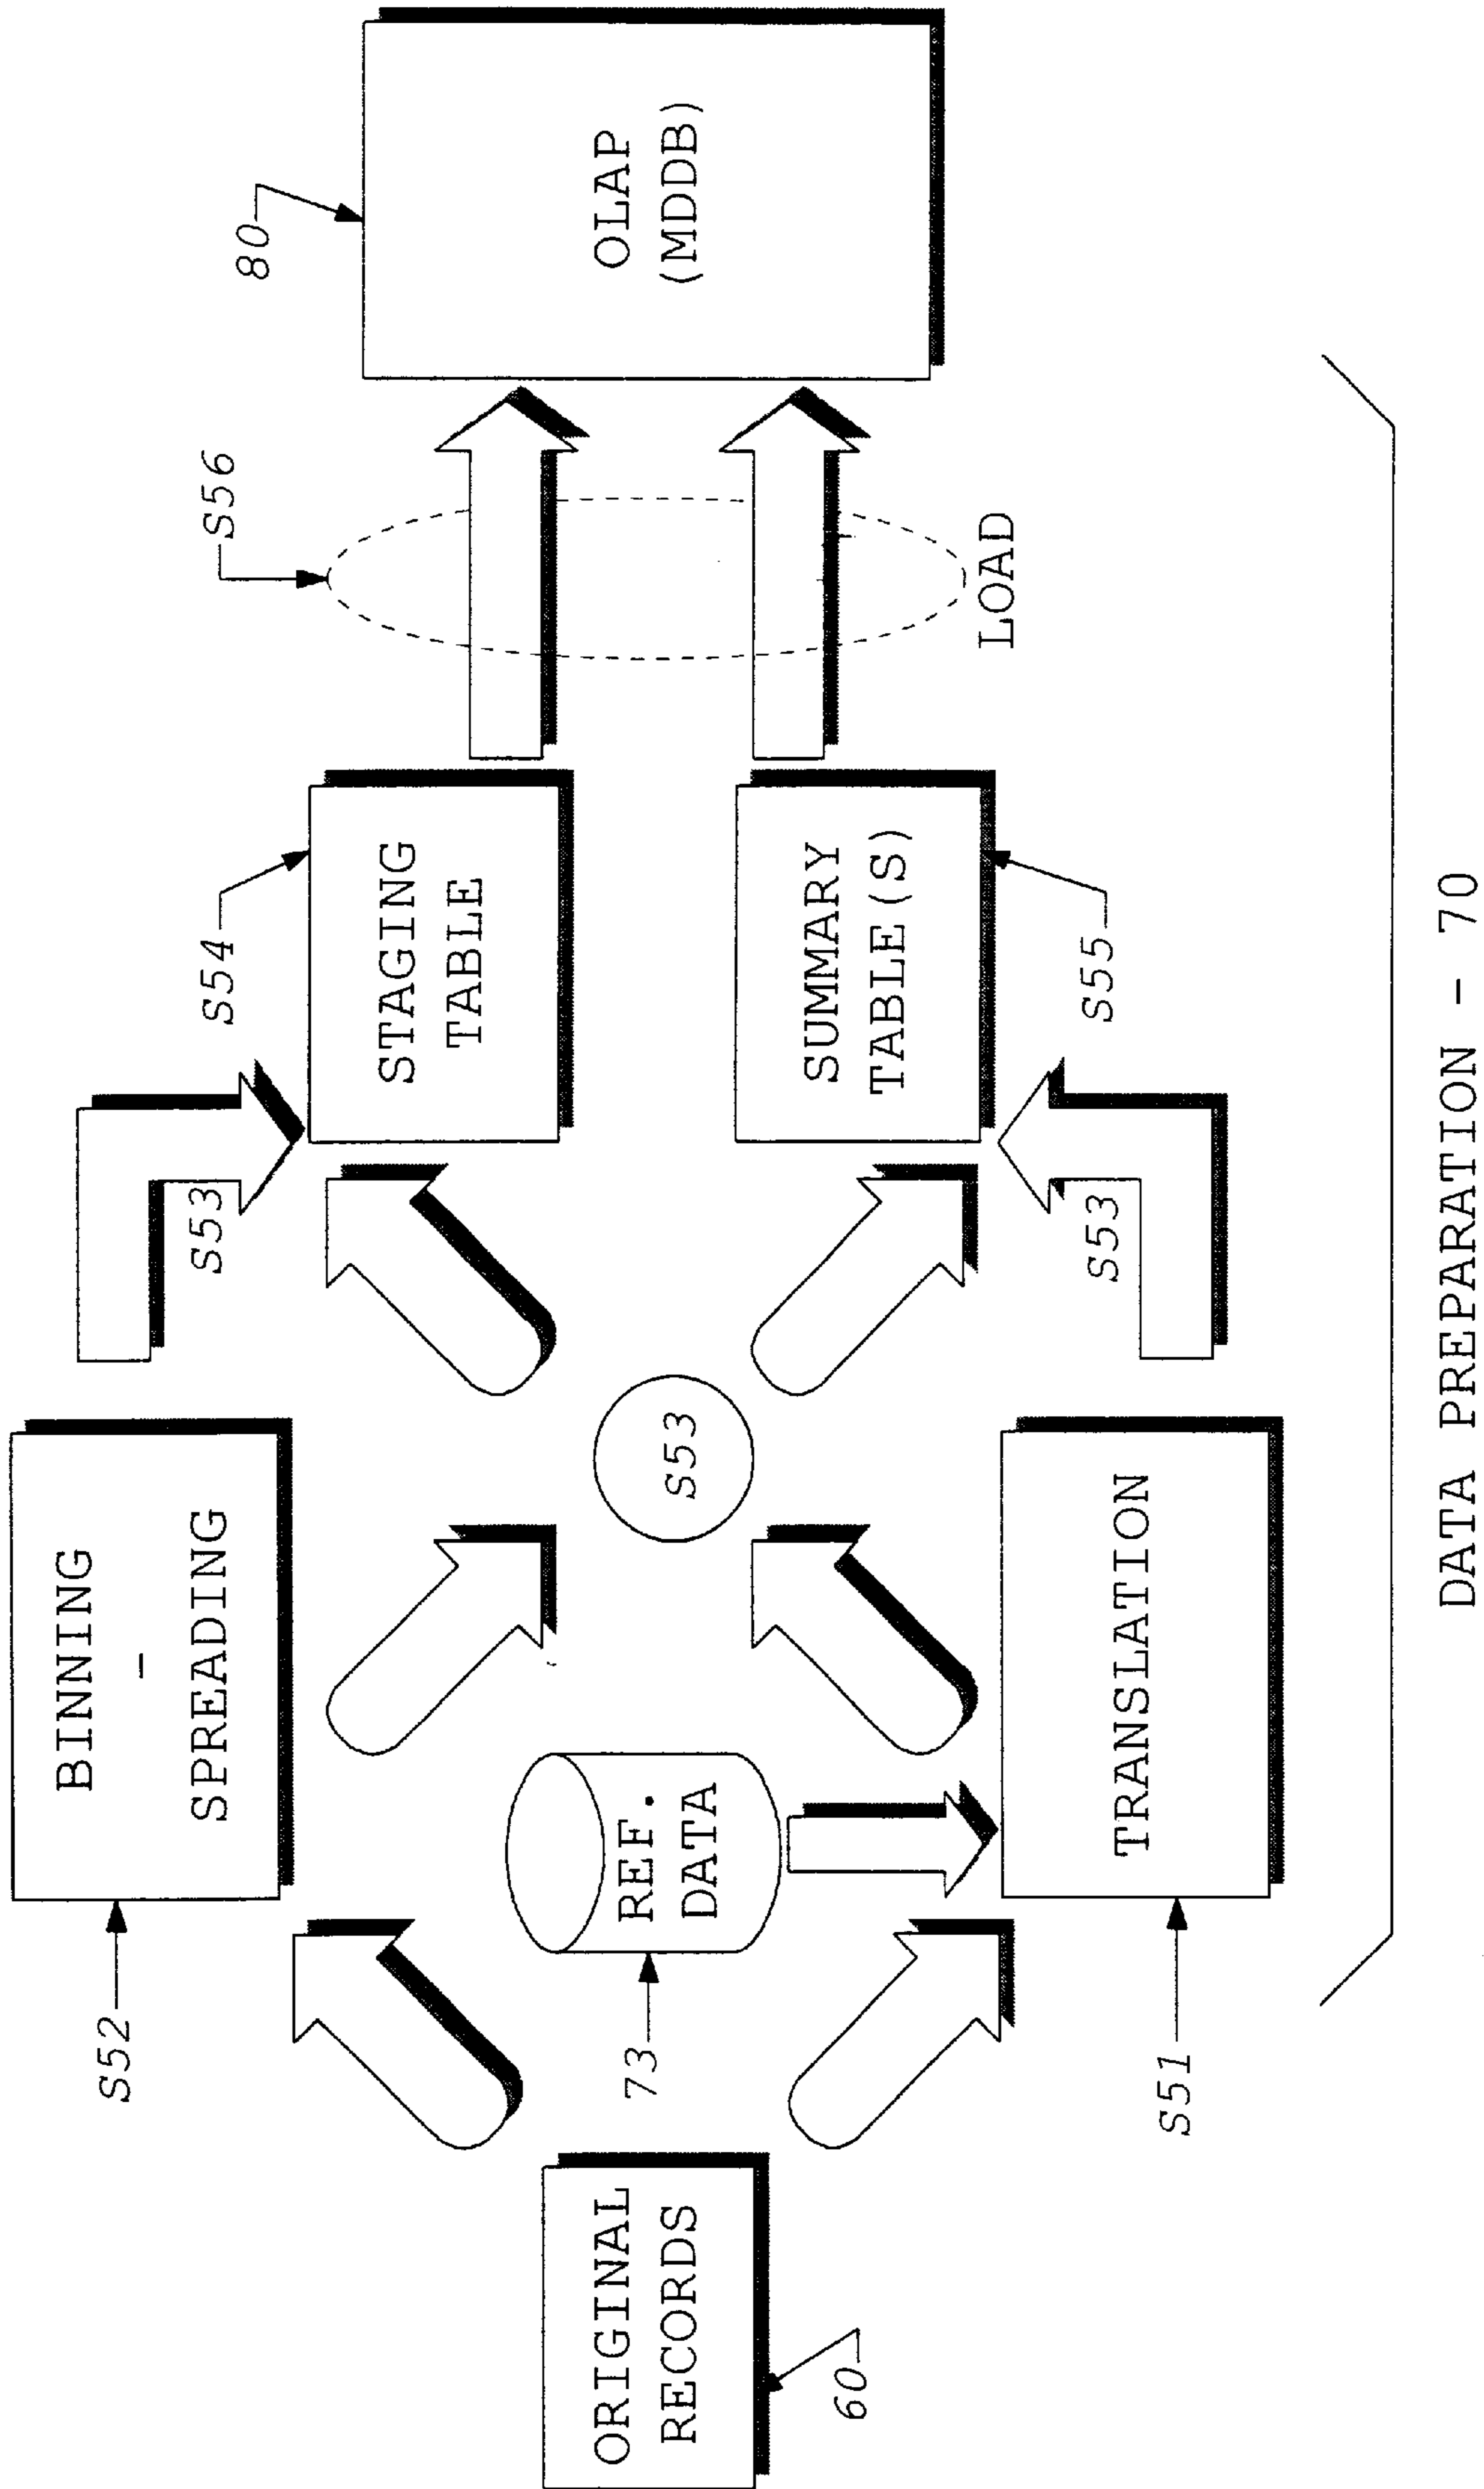 S52
BINNING
-
SPREADING
S53
S54
STAGING
TABLE
S56
80
OLAP
(MDDB)
ORIGINAL
RECORDS
60
73
REF.
DATA
S53
SUMMARY
TABLE(S)
S55
LOAD
S51
TRANSLATION
S53
DATA PREPARATION - 70